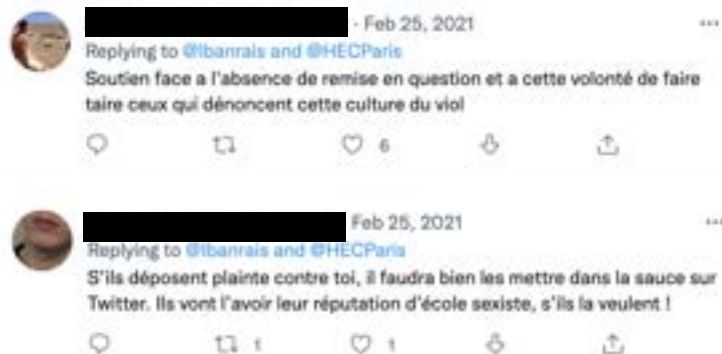 · Feb 25, 2021
Replying to @Ibanrais and @HECParis
Soutien face a l'absence de remise en question et a cette volonté de faire
taire ceux qui dénoncent cette culture du viol
6
Feb 25, 2021
Replying to @Ibanrais and @HECParis
S'ils déposent plainte contre toi, il faudra bien les mettre dans la sauce sur
Twitter. Ils vont l'avoir leur réputation d'école sexiste, s'ils la veulent !
1 1